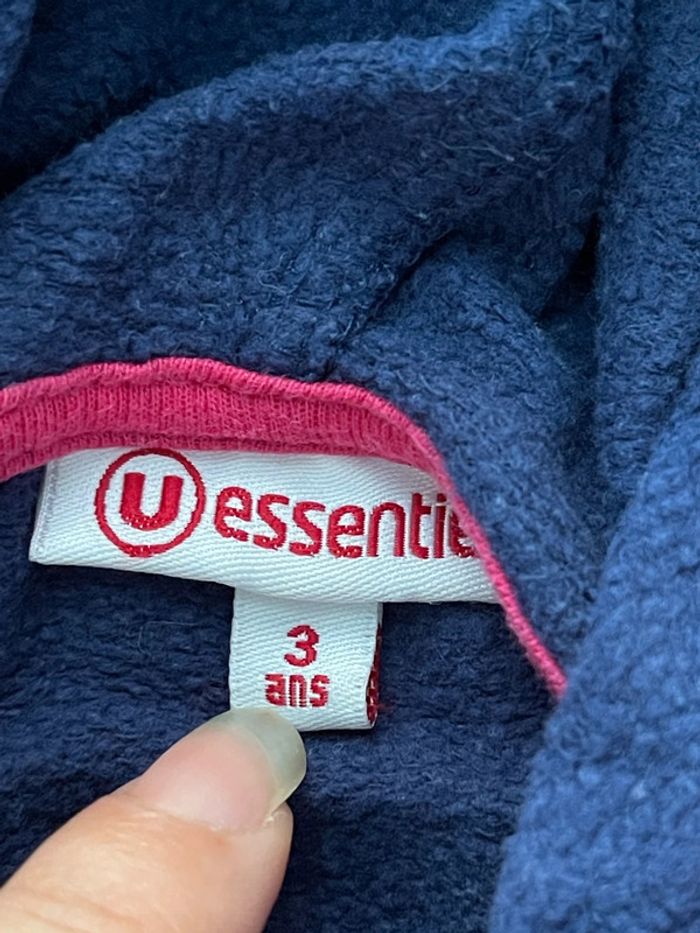 U essentie
3
ans